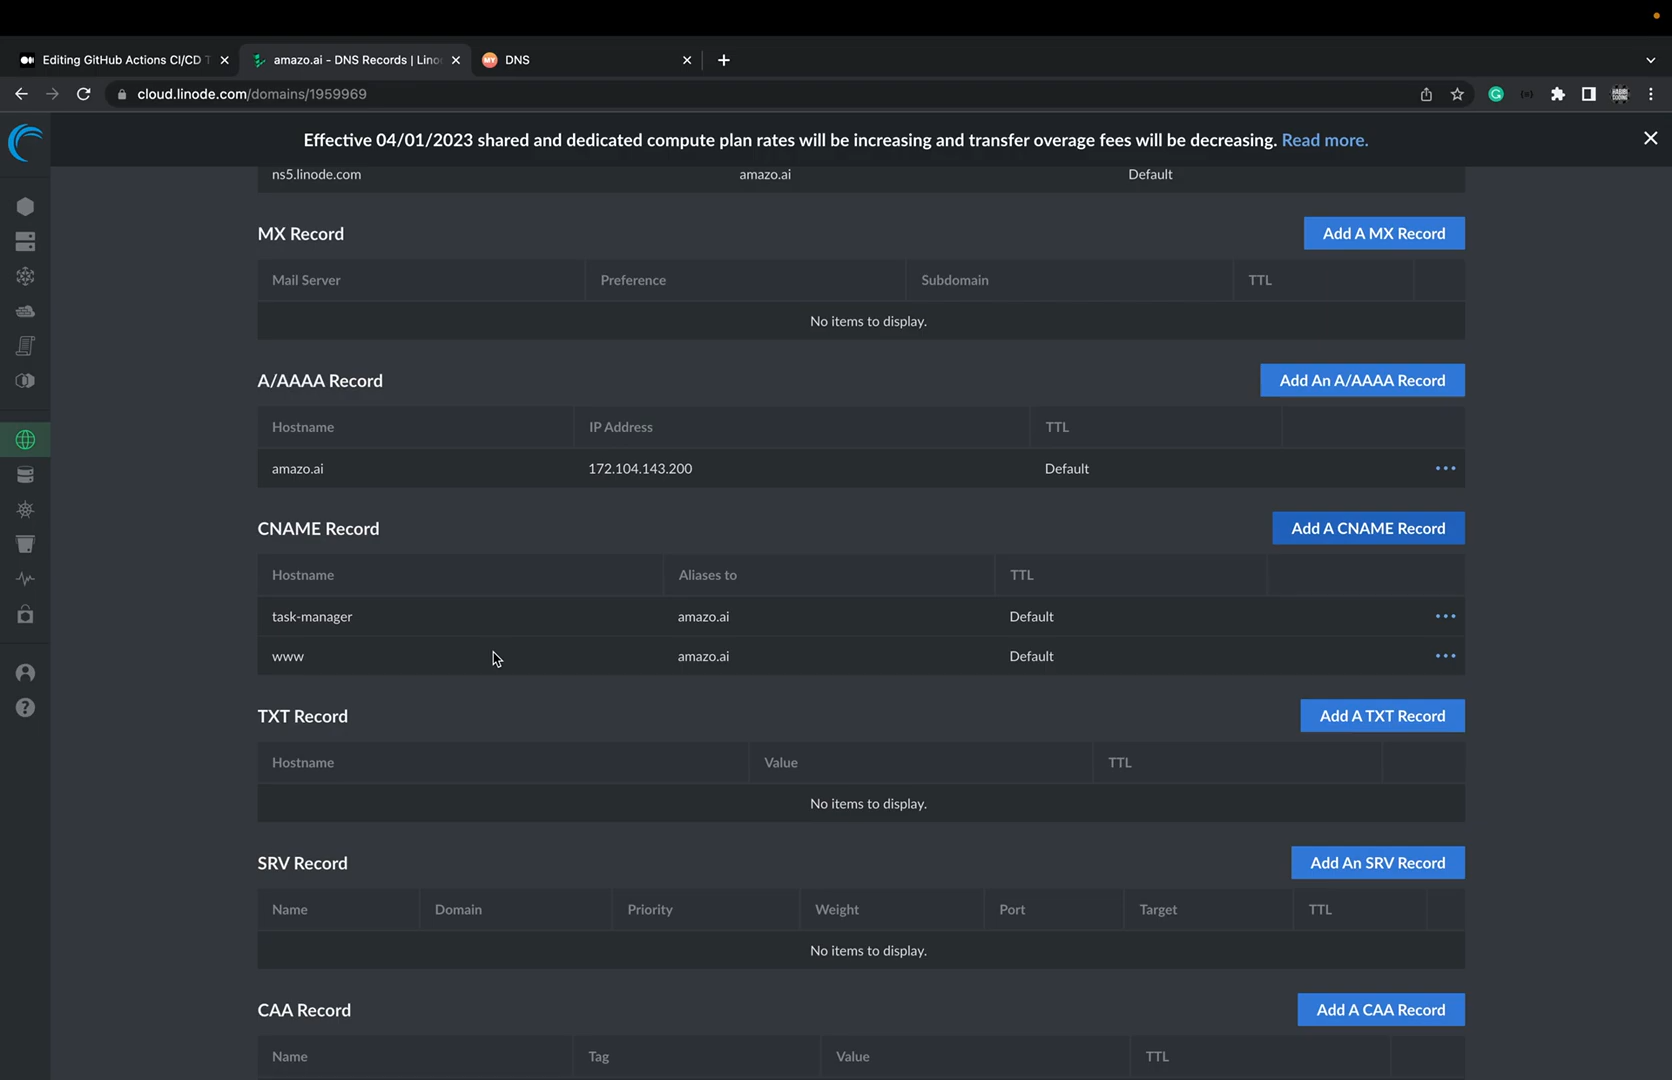 Editing GitHub Actions CI/CD T
amazo.ai - DNS Records | Lino
DNS
cloud.linode.com/domains/1959969
Effective 04/01/2023 shared and dedicated compute plan rates will be increasing and transfer overage fees will be decreasing. Read more.
ns5.linode.com amazo.ai Default
MX Record Add A MX Record
Mail Server Preference Subdomain TTL
No items to display.
A/AAAA Record Add An A/AAAA Record
Hostname IP Address TTL
amazo.ai 172.104.143.200 Default
CNAME Record Add A CNAME Record
Hostname Aliases to TTL
task-manager amazo.ai Default
www amazo.ai Default
TXT Record Add A TXT Record
Hostname Value TTL
No items to display.
SRV Record Add An SRV Record
Name Domain Priority Weight Port Target TTL
No items to display.
CAA Record Add A CAA Record
Name Tag Value TTL